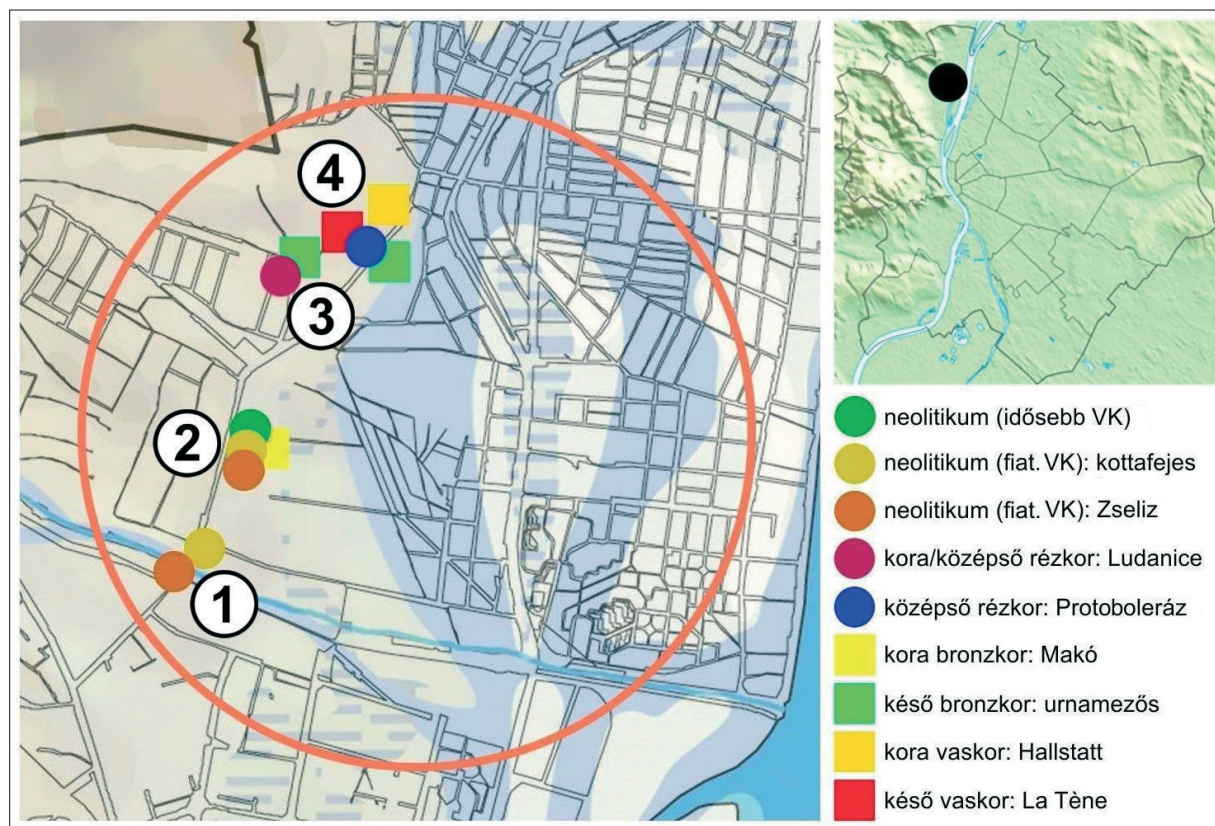 4
3
2
1
neolitikum (idősebb VK)
neolitikum (fiat. VK): kottafejes
neolitikum (fiat. VK): Zseliz
kora/középső rézkor: Ludanice
középső rézkor: Protoboleráz
kora bronzkor: Makó
késő bronzkor: urnamezős
kora vaskor: Hallstatt
késő vaskor: La Tène